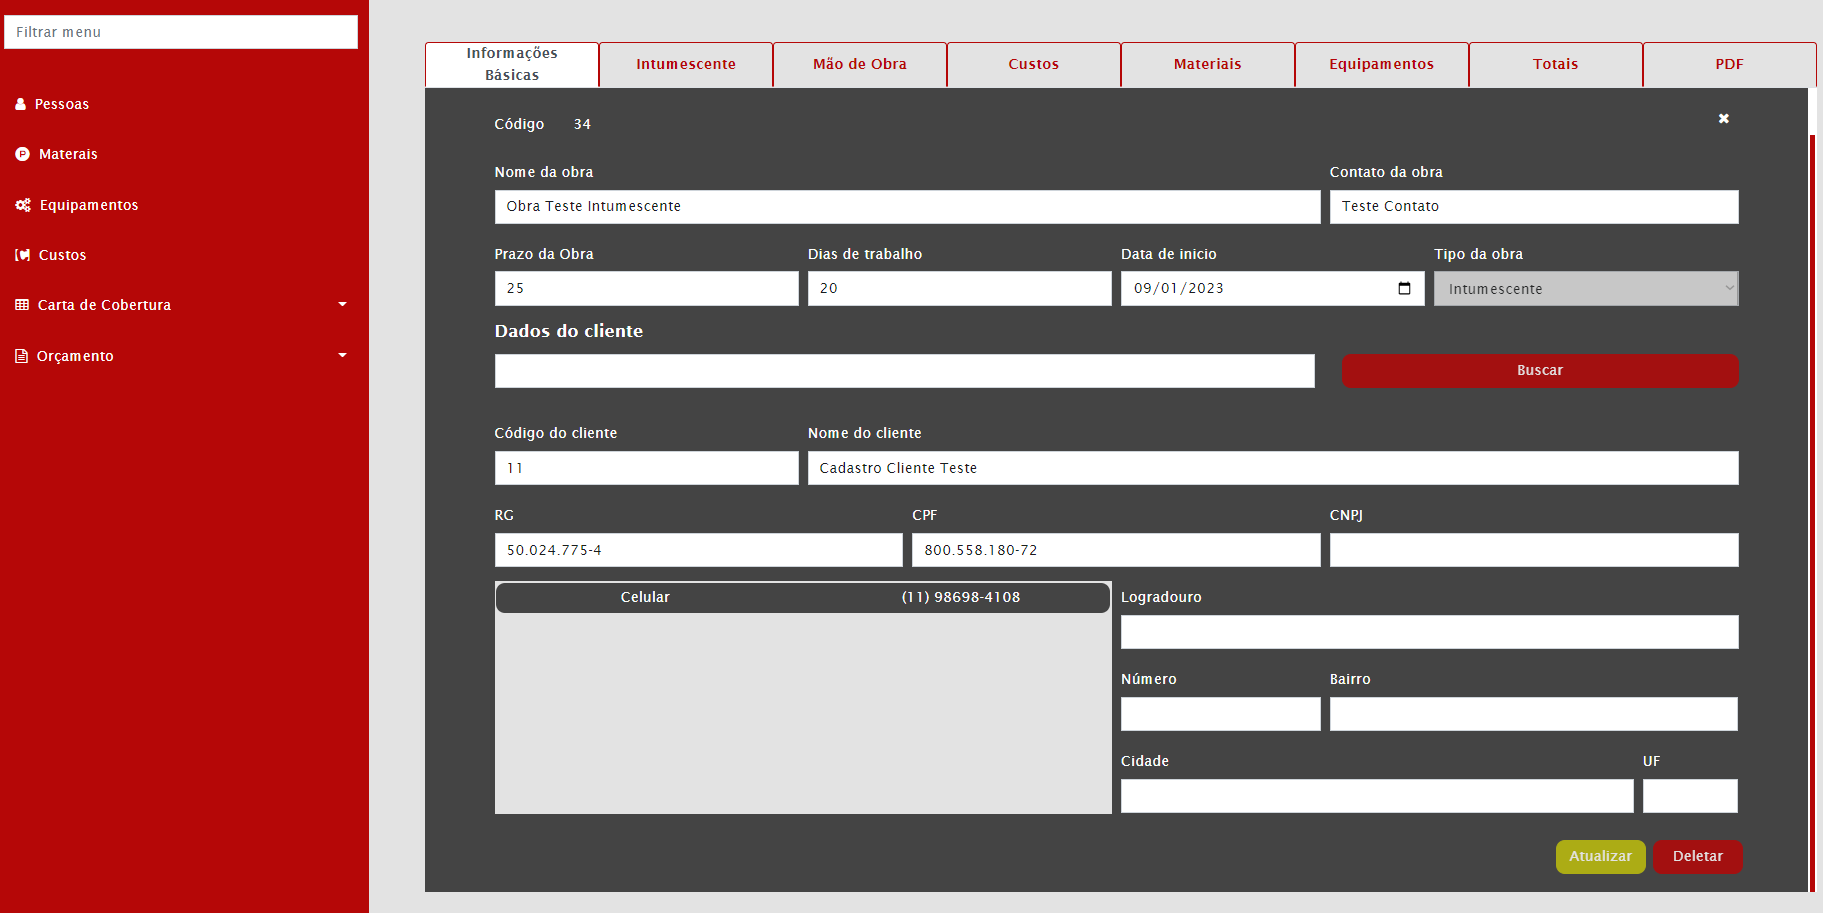 Filtrar menu
Pessoas
Materais
Equipamentos
Custos
Carta de Cobertura
Orçamento
Informações
Básicas
Intumescente
Mão de Obra
Custos
Materiais
Equipamentos
Totais
PDF
Código 34
Nome da obra Contato da obra
Obra Teste Intumescente Teste Contato
Prazo da Obra Dias de trabalho Data de inicio Tipo da obra
25 20 09/01/2023 Intumescente
Dados do cliente
Buscar
Código do cliente Nome do cliente
11 Cadastro Cliente Teste
RG CPF CNPJ
50.024.775-4 800.558.180-72
Celular (11) 98698-4108
Logradouro
Número Bairro
Cidade UF
Atualizar Deletar